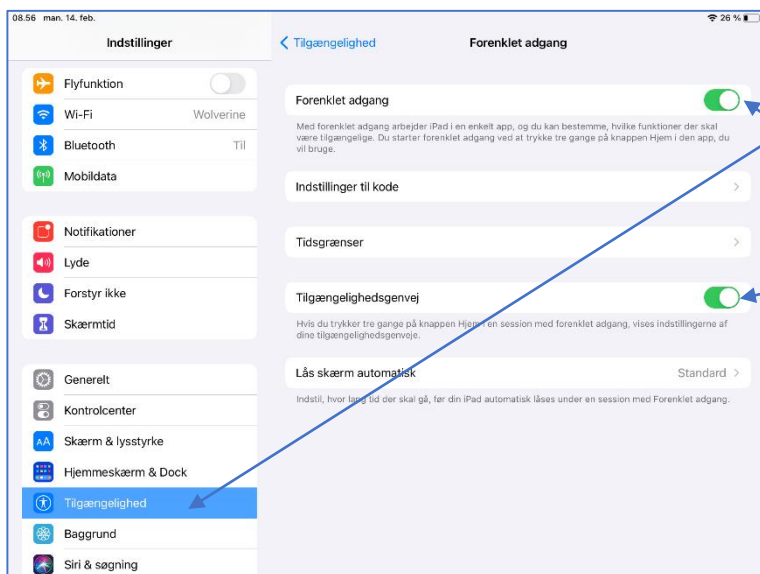 08.56 man. 14. feb.
26 %
Indstillinger
Flyfunktion
Wi-Fi Wolverine
Bluetooth Til
Mobildata
Notifikationer
Lyde
Forstyr ikke
Skærmtid
Generelt
Kontrolcenter
AA Skærm & lysstyrke
Hjemmeskærm & Dock
Tilgængelighed
Baggrund
Siri & søgning
Tilgængelighed Forenklet adgang
Forenklet adgang
Med forenklet adgang arbejder iPad i en enkelt app, og du kan bestemme, hvilke funktioner der skal
være tilgængelige. Du starter forenklet adgang ved at trykke tre gange på knappen Hjem i den app, du
vil bruge.
Indstillinger til kode
Tidsgrænser
Tilgængelighedsgenvej
Hvis du trykker tre gange på knappen Hjem i en session med forenklet adgang, vises indstillingerne af
dine tilgængelighedsgenveje.
Lås skærm automatisk Standard
Indstil, hvor lang tid der skal gå, før din iPad automatisk låses under en session med Forenklet adgang.